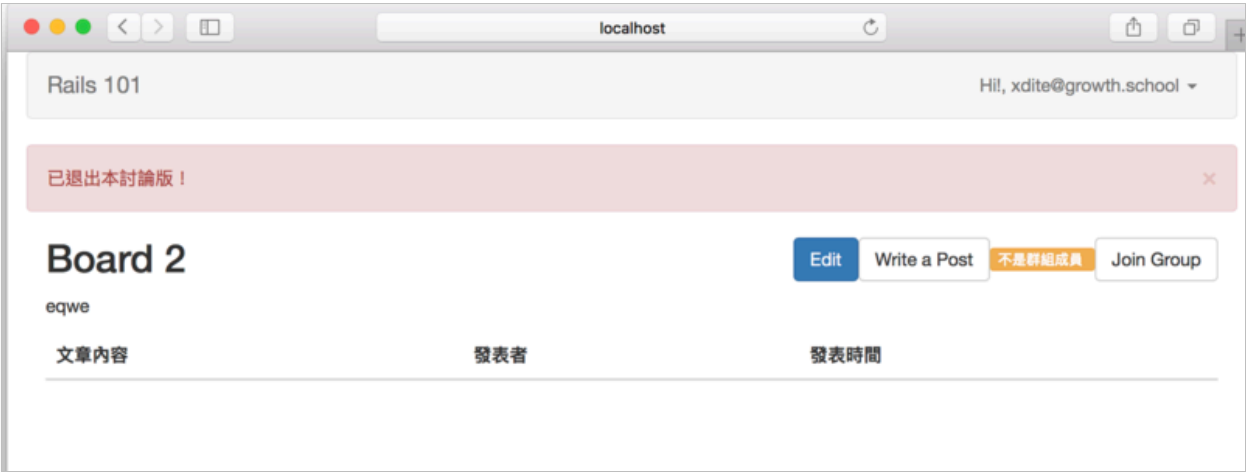 localhost
Rails 101 Hi!, xdite@growth.school
已退出本討論版！ ×
Board 2 Edit Write a Post 不是群組成員 Join Group
eqwe
文章內容 發表者 發表時間